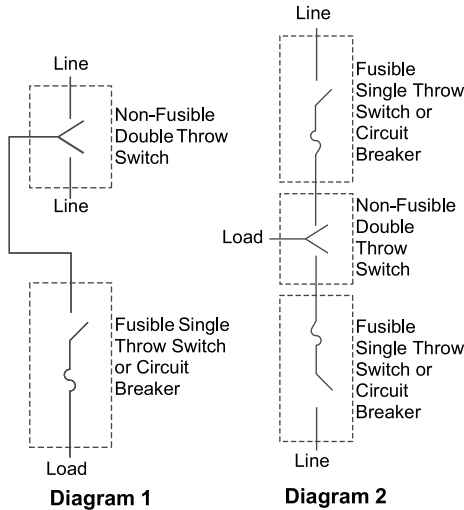 Line
Non-Fusible
Double Throw
Switch
Line
Fusible Single
Throw Switch
or Circuit
Breaker
Load
Diagram 1
Line
Fusible
Single Throw
Switch or
Circuit
Breaker
Non-Fusible
Double
Throw
Switch
Load
Fusible
Single Throw
Switch or
Circuit
Breaker
Line
Diagram 2